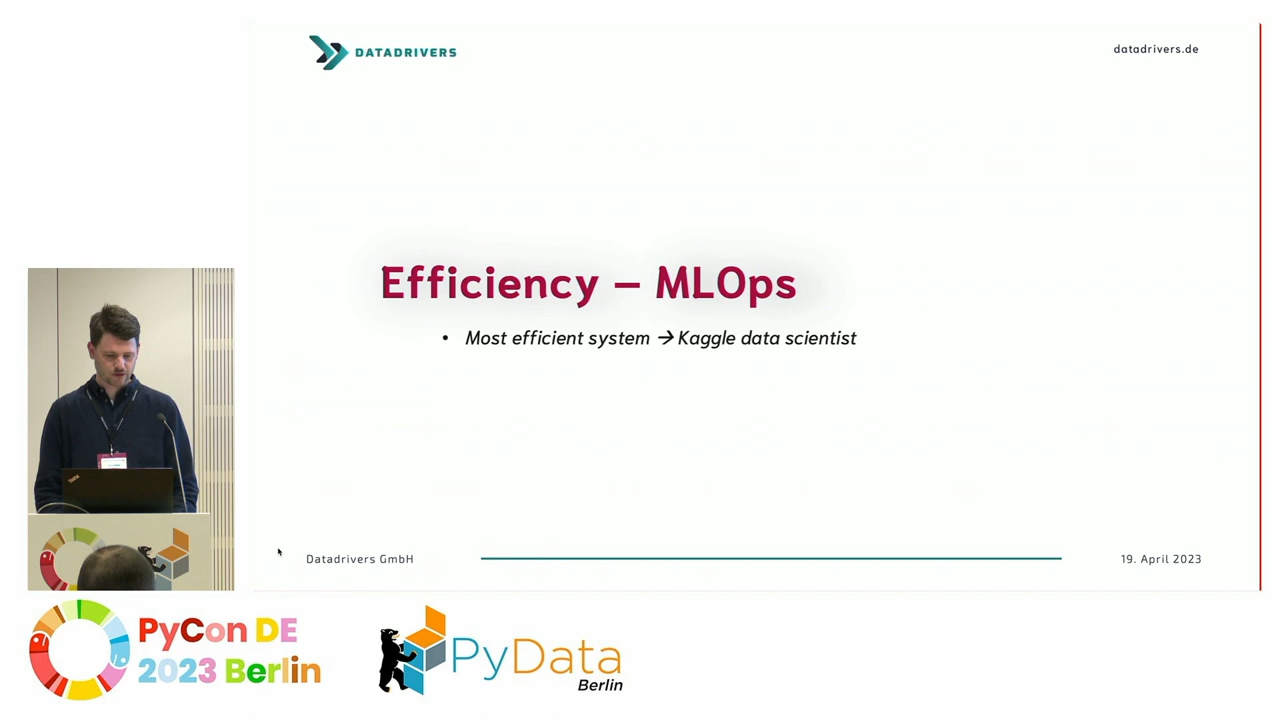 DATADRIVERS
datadrivers.de
Efficiency – MLOps
• Most efficient system → Kaggle data scientist
Datadrivers GmbH
19. April 2023
PyCon DE
2023 Berlin
PyData
Berlin